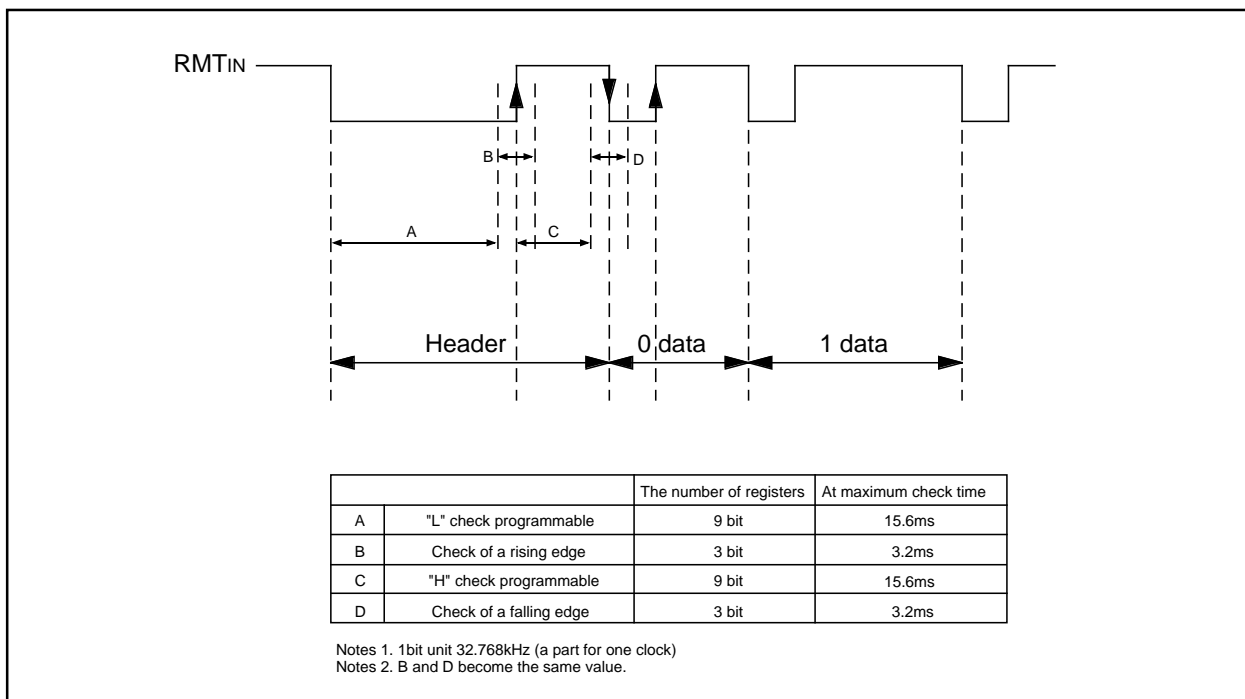 RMTIN
B
D
A
C
Header
0 data
1 data
The number of registers
At maximum check time
A
"L" check programmable
9 bit
15.6ms
B
Check of a rising edge
3 bit
3.2ms
C
"H" check programmable
9 bit
15.6ms
D
Check of a falling edge
3 bit
3.2ms
Notes 1. 1bit unit 32.768kHz (a part for one clock)
Notes 2. B and D become the same value.